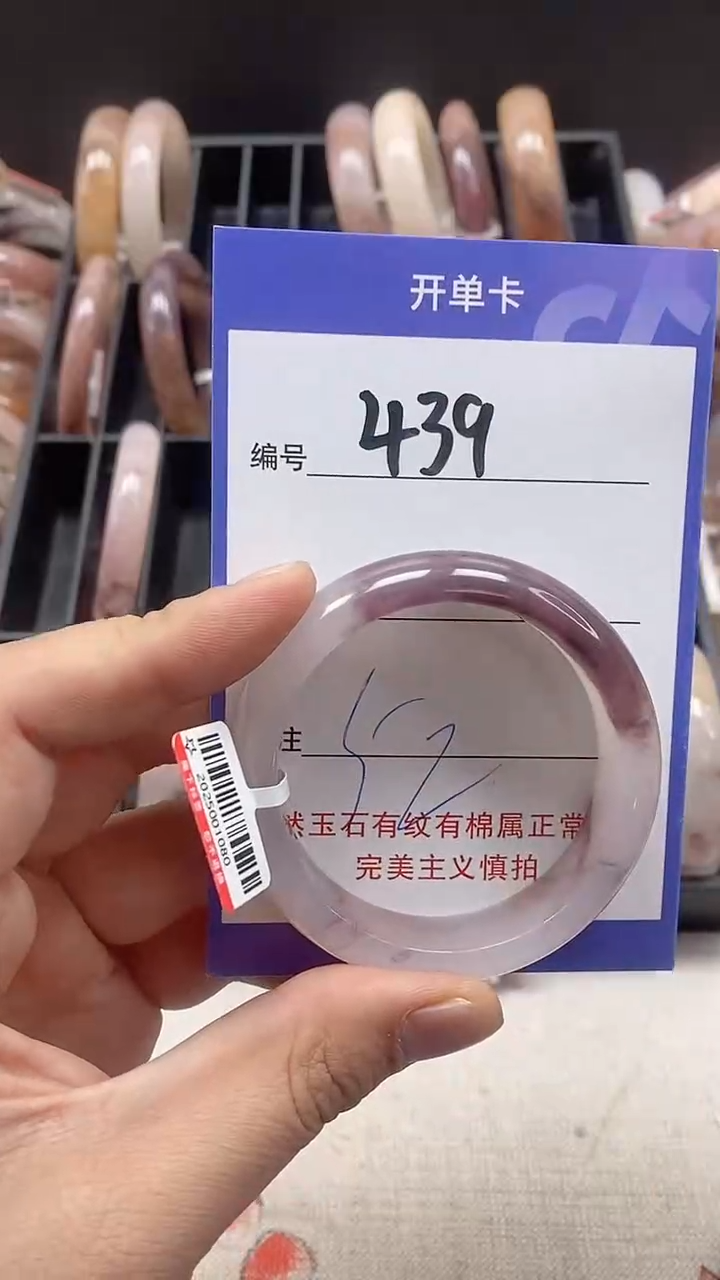 开单卡
编号 439
主
52
然玉石有纹有棉属正常
完美主义慎拍
2025001080